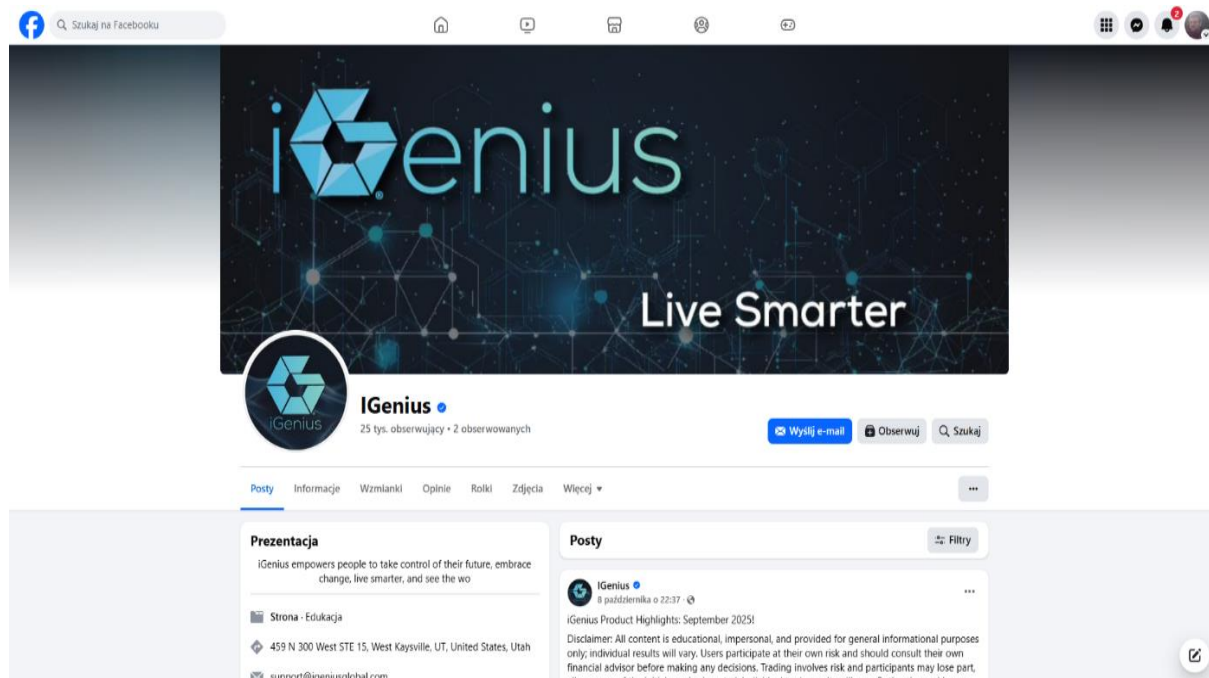 Szukaj na Facebooku
2
iGenius
Live Smarter
iGenius
IGenius
25 tys. obserwujący • 2 obserwowanych
Wyślij e-mail
Obserwuj
Szukaj
Posty
Informacje
Wzmianki
Opinie
Rolki
Zdjęcia
Więcej
Prezentacja
iGenius empowers people to take control of their future, embrace
change, live smarter, and see the wo
Strona · Edukacja
459 N 300 West STE 15, West Kaysville, UT, United States, Utah
support@igeniusglobal.com
Posty
Filtry
IGenius
8 października o 22:37 ·
iGenius Product Highlights: September 2025!
Disclaimer: All content is educational, impersonal, and provided for general informational purposes
only; individual results will vary. Users participate at their own risk and should consult their own
financial advisor before making any decisions. Trading involves risk and participants may lose part,